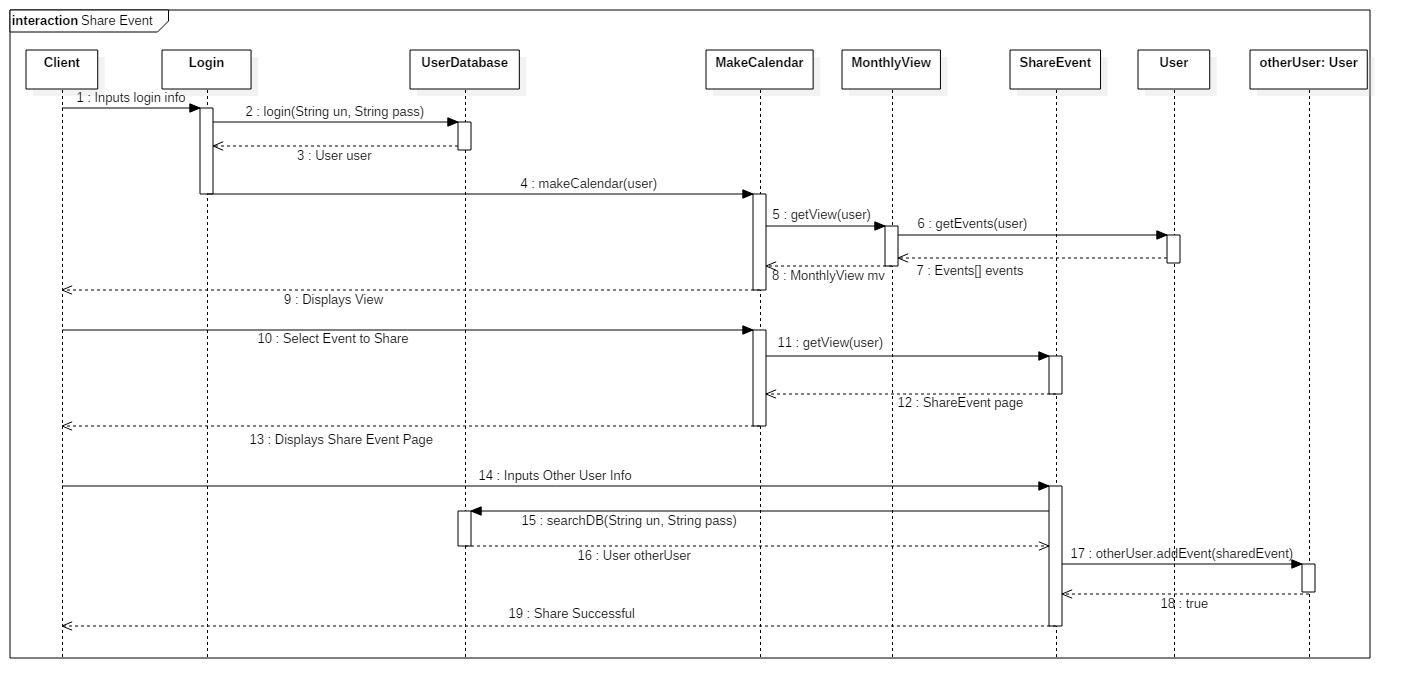 interaction Share Event
Client
Login
UserDatabase
MakeCalendar
MonthlyView
ShareEvent
User
otherUser: User
1 : Inputs login info
2 : login(String un, String pass)
3 : User user
4 : makeCalendar(user)
5 : getView(user)
6 : getEvents(user)
7 : Events[] events
8 : MonthlyView mv
9 : Displays View
10 : Select Event to Share
11 : getView(user)
12 : ShareEvent page
13 : Displays Share Event Page
14 : Inputs Other User Info
15 : searchDB(String un, String pass)
16 : User otherUser
17 : otherUser.addEvent(sharedEvent)
18 : true
19 : Share Successful